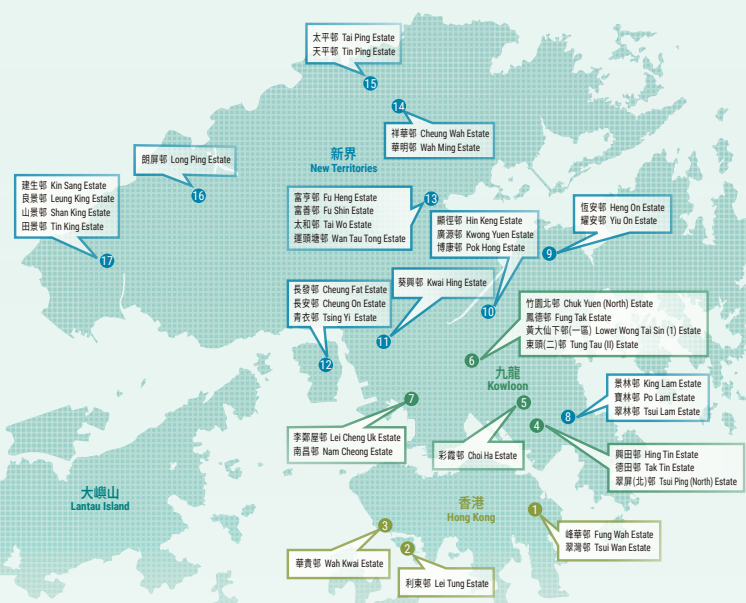 太平邨 Tai Ping Estate
天平邨 Tin Ping Estate
15
14
祥華邨 Cheung Wah Estate
華明邨 Wah Ming Estate
新界
New Territories
朗屏邨 Long Ping Estate
16
建生邨 Kin Sang Estate
良景邨 Leung King Estate
山景邨 Shan King Estate
田景邨 Tin King Estate
17
富亨邨 Fu Heng Estate
富善邨 Fu Shin Estate
太和邨 Tai Wo Estate
運頭塘邨 Wan Tau Tong Estate
13
顯徑邨 Hin Keng Estate
廣源邨 Kwong Yuen Estate
博康邨 Pok Hong Estate
10
恆安邨 Heng On Estate
耀安邨 Yiu On Estate
9
長發邨 Cheung Fat Estate
長安邨 Cheung On Estate
青衣邨 Tsing Yi Estate
12
葵興邨 Kwai Hing Estate
11
竹園北邨 Chuk Yuen (North) Estate
鳳德邨 Fung Tak Estate
黃大仙下邨(一區) Lower Wong Tai Sin (1) Estate
東頭(二)邨 Tung Tau (II) Estate
6
九龍
Kowloon
景林邨 King Lam Estate
寶林邨 Po Lam Estate
翠林邨 Tsui Lam Estate
8
7
李鄭屋邨 Lei Cheng Uk Estate
南昌邨 Nam Cheong Estate
5
彩霞邨 Choi Ha Estate
4
興田邨 Hing Tin Estate
德田邨 Tak Tin Estate
翠屏(北)邨 Tsui Ping (North) Estate
大嶼山
Lantau Island
香港
Hong Kong
1
峰華邨 Fung Wah Estate
翠灣邨 Tsui Wan Estate
3
華貴邨 Wah Kwai Estate
2
利東邨 Lei Tung Estate